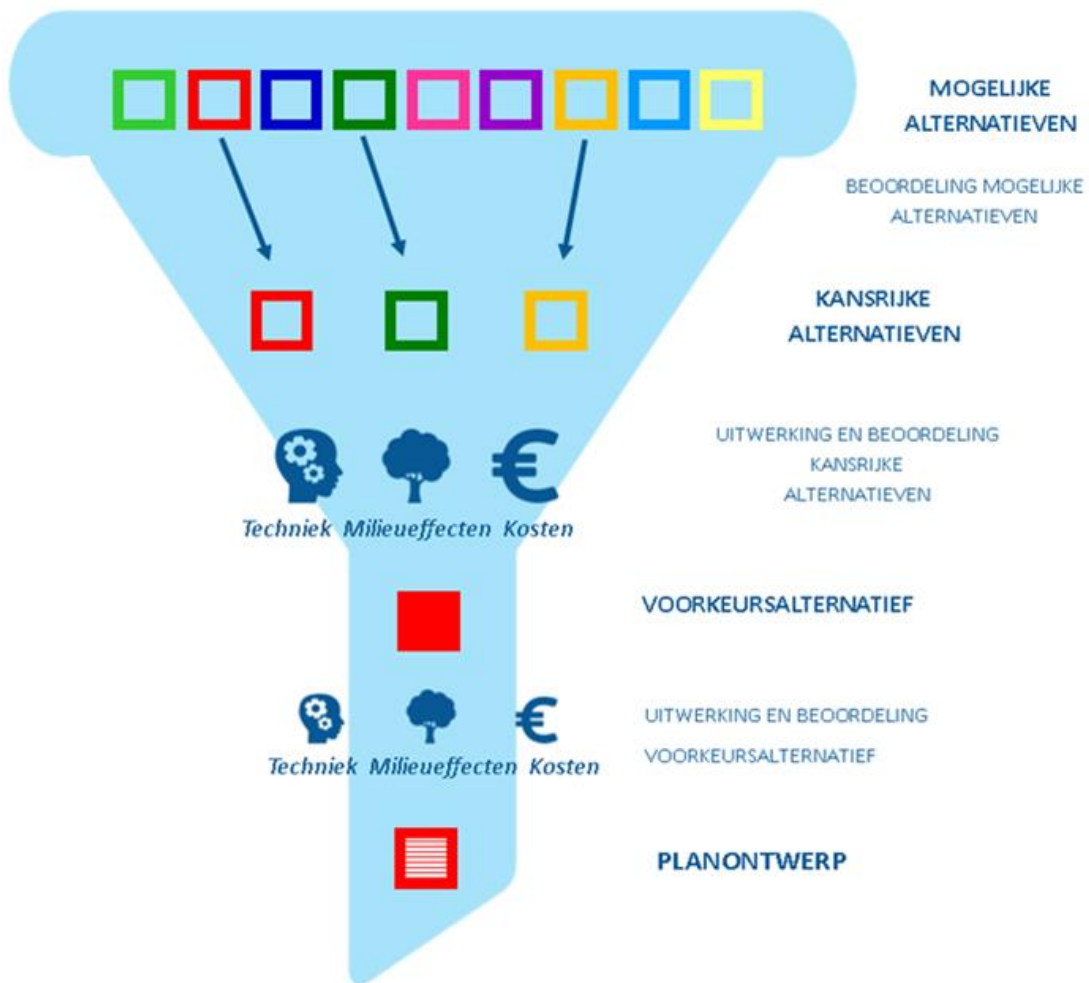 MOGELIJKE
ALTERNATIEVEN
BEOORDELING MOGELIJKE
ALTERNATIEVEN
KANSRIJKE
ALTERNATIEVEN
UITWERKING EN BEOORDELING
KANSRIJKE
ALTERNATIEVEN
Techniek Milieueffecten Kosten
VOORKEURSALTERNATIEF
UITWERKING EN BEOORDELING
VOORKEURSALTERNATIEF
Techniek Milieueffecten Kosten
PLANONTWERP